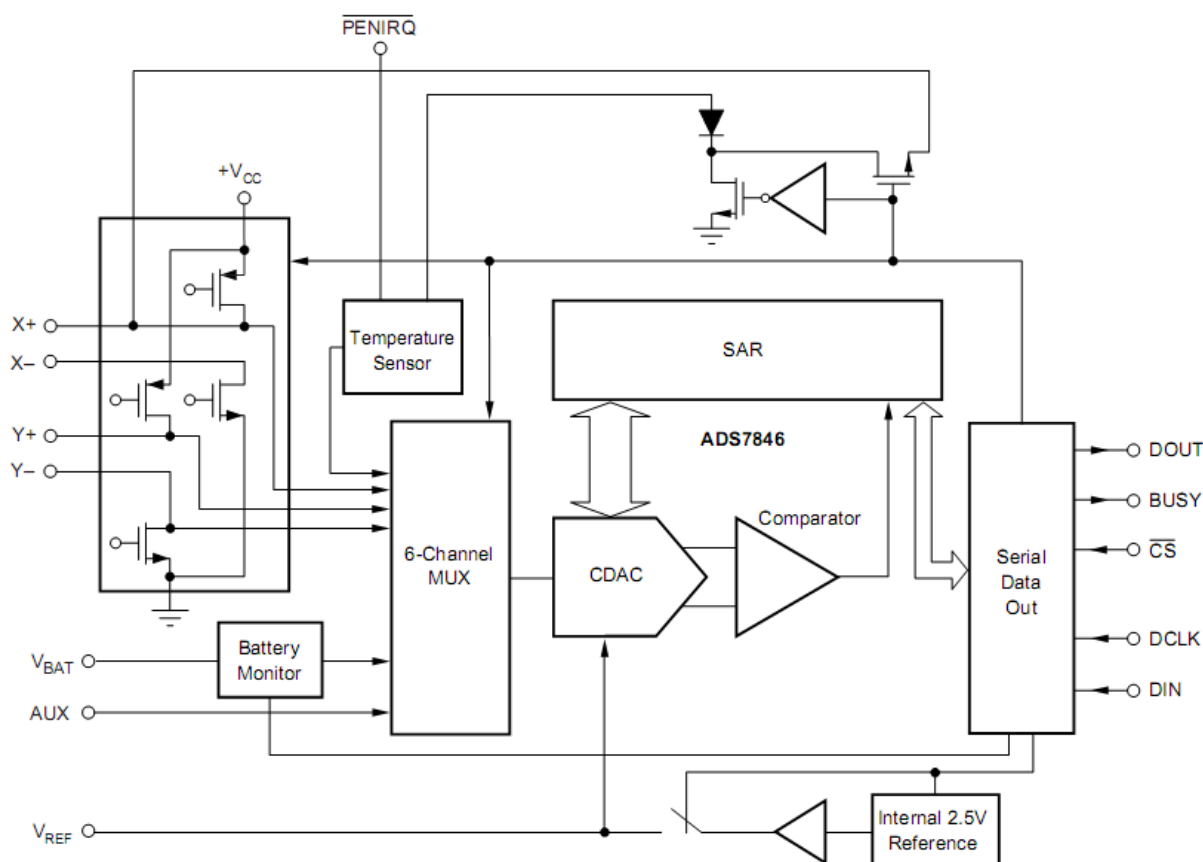 PENIRQ
+VCC
X+
X–
Y+
Y–
Temperature
Sensor
SAR
ADS7846
6-Channel
MUX
CDAC
Comparator
Serial
Data
Out
DOUT
BUSY
CS
DCLK
DIN
VBAT
Battery
Monitor
AUX
VREF
Internal 2.5V
Reference